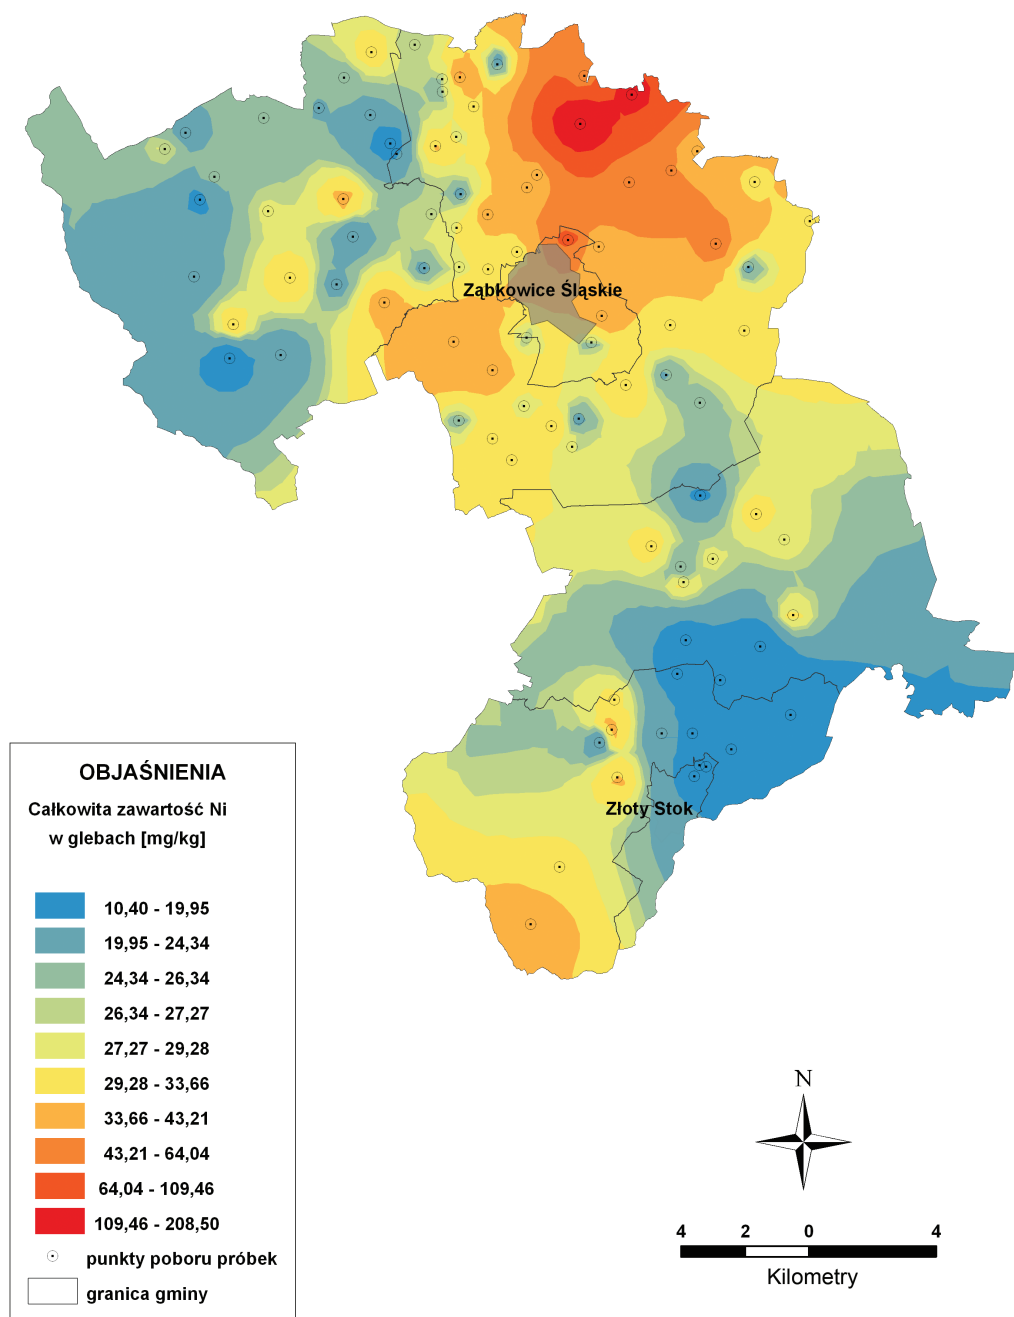 Ząbkowice Śląskie
Złoty Stok
OBJAŚNIENIA
Całkowita zawartość Ni
w glebach [mg/kg]
10,40 - 19,95
19,95 - 24,34
24,34 - 26,34
26,34 - 27,27
27,27 - 29,28
29,28 - 33,66
33,66 - 43,21
43,21 - 64,04
64,04 - 109,46
109,46 - 208,50
punkty poboru próbek
granica gminy
N
4 2 0 4
Kilometry